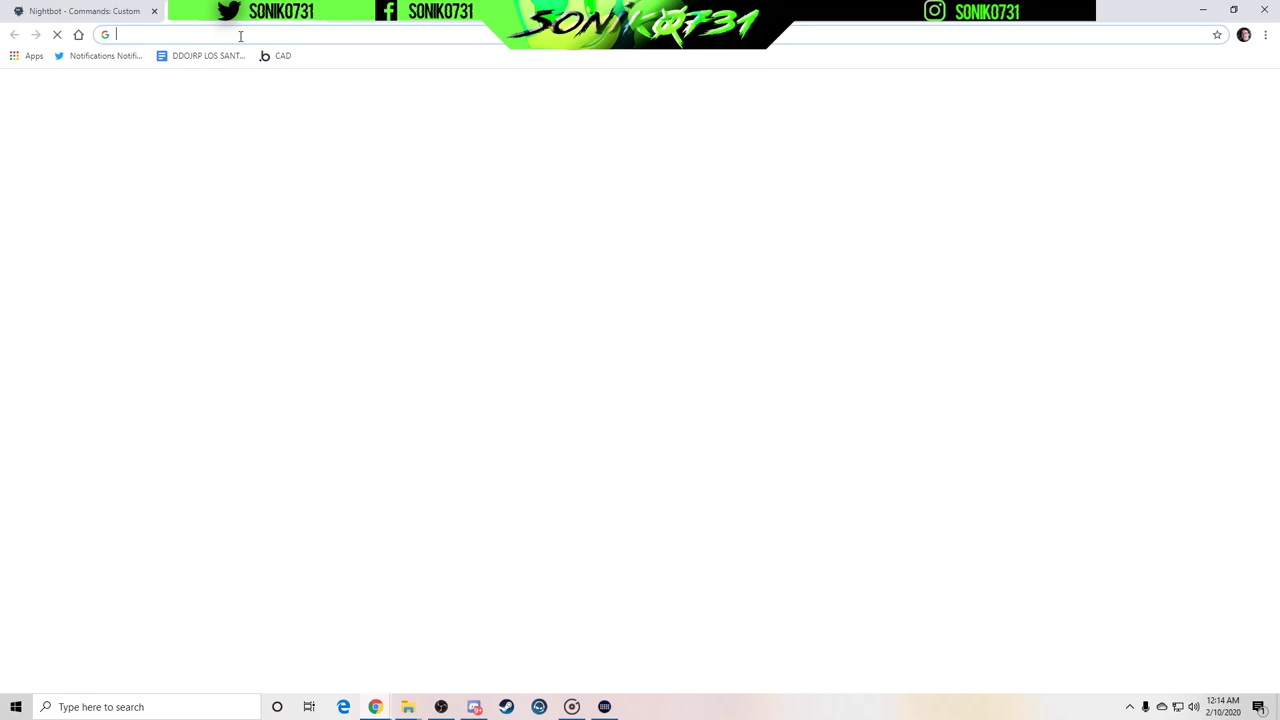 Nightbot - Commands: Custom
SONIK0731
SONIK0731
SONIK0731
SONIK0731
Apps
Notifications Notifi...
DDOJRP LOS SANT...
CAD
Type here to search
12:14 AM
2/10/2020